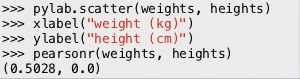 >>> pylab.scatter(weights, heights)
>>> xlabel("weight (kg)")
>>> ylabel("height (cm)")
>>> pearsonr(weights, heights)
(0.5028, 0.0)